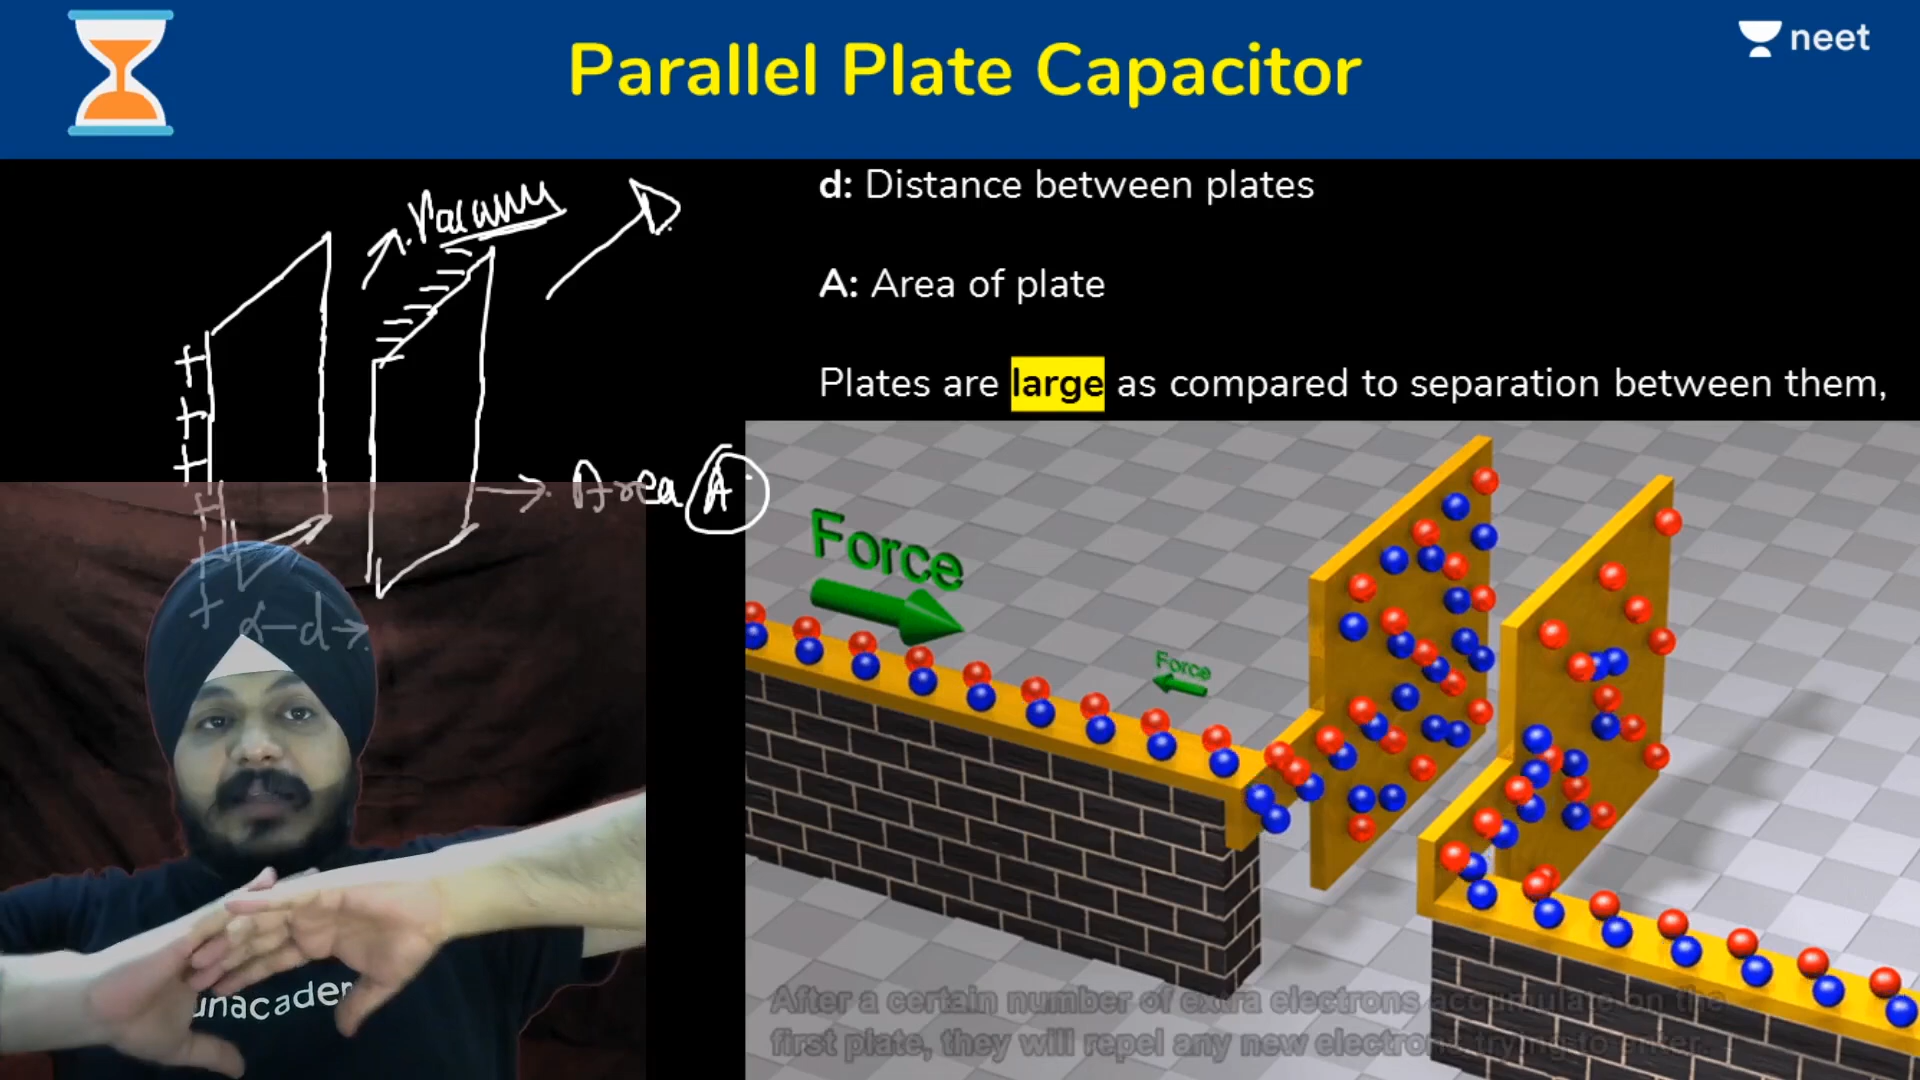 Parallel Plate Capacitor
neet
d: Distance between plates
A: Area of plate
Plates are large as compared to separation between them,
Area A
d
Force
Force
unacadem
After a certain number of extra electrons accumulate on the
first plate, they will repel any new electrons trying to enter.